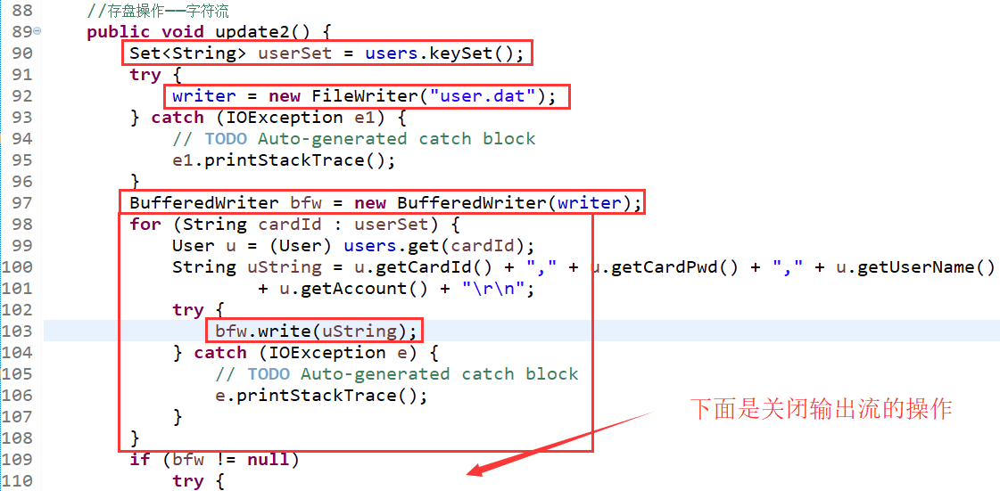 88 //存盘操作——字符流
89 public void update2() {
90 Set<String> userSet = users.keySet();
91 try {
92 writer = new FileWriter("user.dat");
93 } catch (IOException e1) {
94 // TODO Auto-generated catch block
95 e1.printStackTrace();
96 }
97 BufferedWriter bfw = new BufferedWriter(writer);
98 for (String cardId : userSet) {
99 User u = (User) users.get(cardId);
100 String uString = u.getCardId() + "," + u.getCardPwd() + "," + u.getUserName()
101 + u.getAccount() + "\r\n";
102 try {
103 bfw.write(uString);
104 } catch (IOException e) {
105 // TODO Auto-generated catch block
106 e.printStackTrace();
107 }
下面是关闭输出流的操作
108 }
109 if (bfw != null)
110 try {